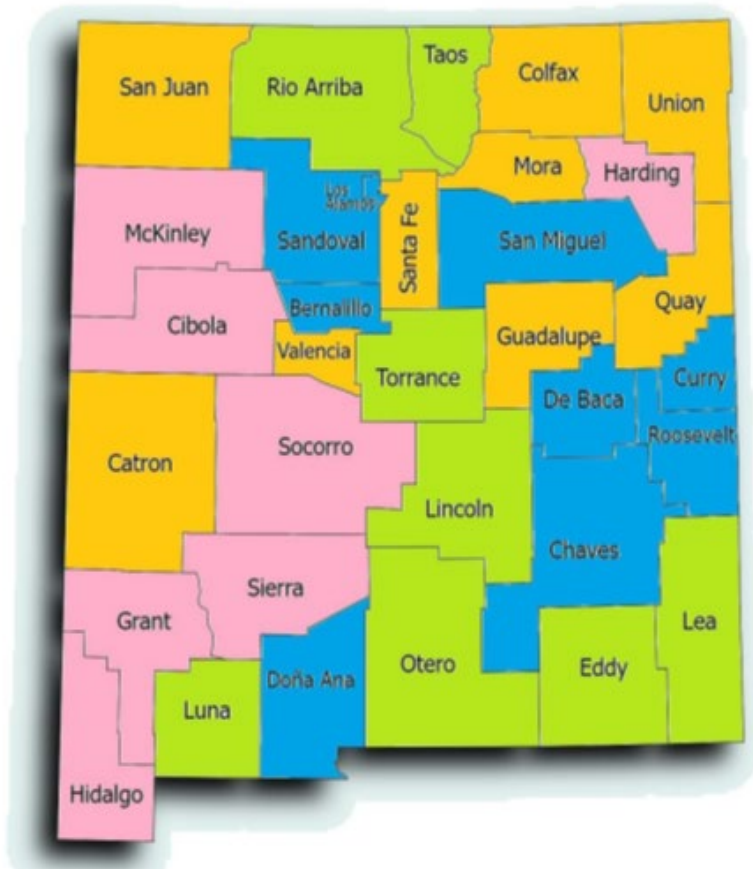 San Juan
Rio Arriba
Taos
Colfax
Union
Mora
Harding
McKinley
Los
Alamos
Sandoval
Santa Fe
San Miguel
Cibola
Bernalillo
Valencia
Quay
Guadalupe
Torrance
Curry
De Baca
Roosevelt
Catron
Socorro
Lincoln
Chaves
Sierra
Grant
Lea
Otero
Eddy
Doña Ana
Luna
Hidalgo